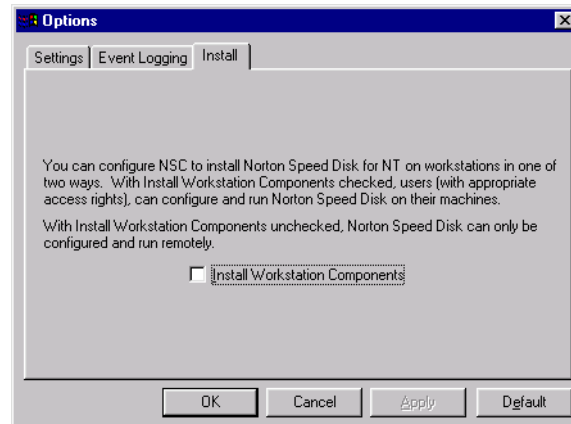 Options
Settings Event Logging Install
You can configure NSC to install Norton Speed Disk for NT on workstations in one of
two ways. With Install Workstation Components checked, users (with appropriate
access rights), can configure and run Norton Speed Disk on their machines.
With Install Workstation Components unchecked, Norton Speed Disk can only be
configured and run remotely.
Install Workstation Components
OK Cancel Apply Default